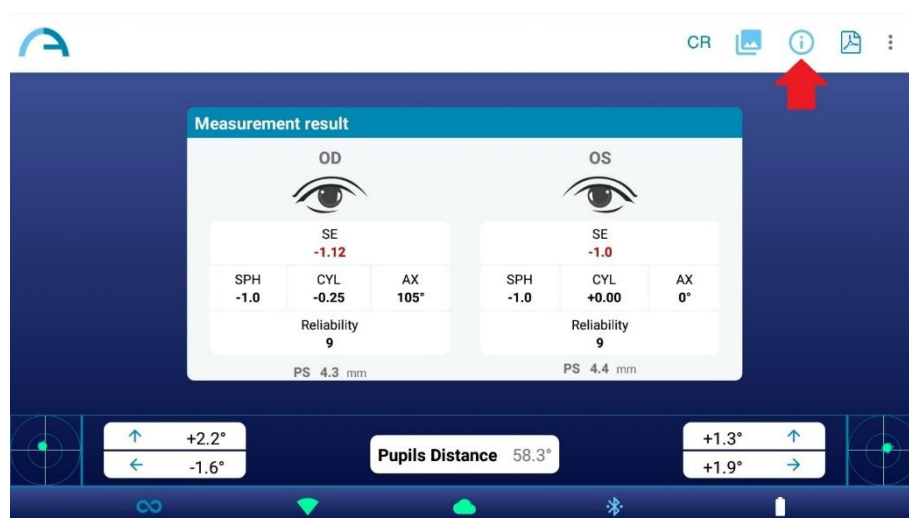 CR
Measurement result
OD OS
SE SE
-1.12 -1.0
SPH CYL AX SPH CYL AX
-1.0 -0.25 105° -1.0 +0.00 0°
Reliability Reliability
9 9
PS 4.3 mm PS 4.4 mm
+2.2° +1.3°
Pupils Distance 58.3°
-1.6° +1.9°